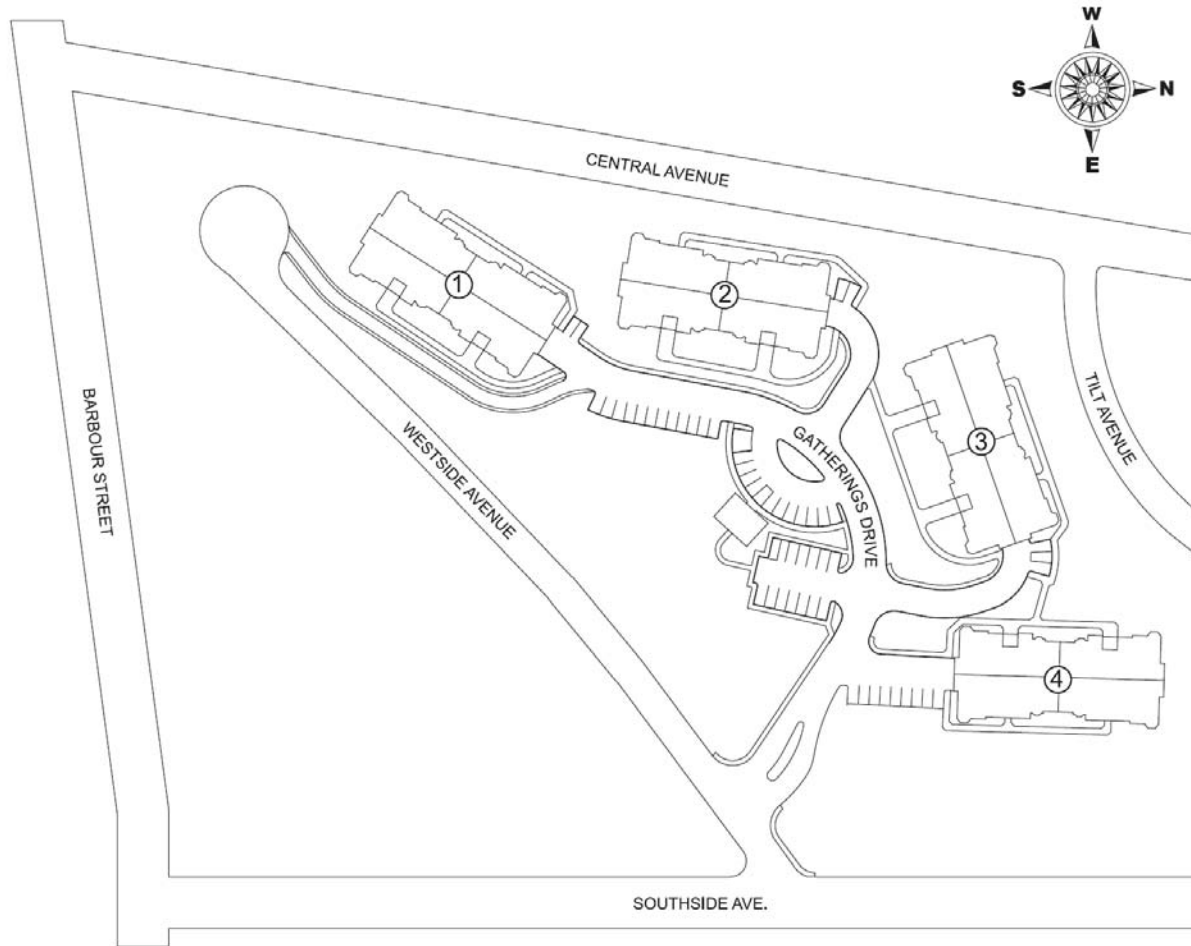 W
S N
E
CENTRAL AVENUE
1
2
3
4
BARBOUR STREET
WESTSIDE AVENUE
GATHERINGS DRIVE
TILT AVENUE
SOUTHSIDE AVE.